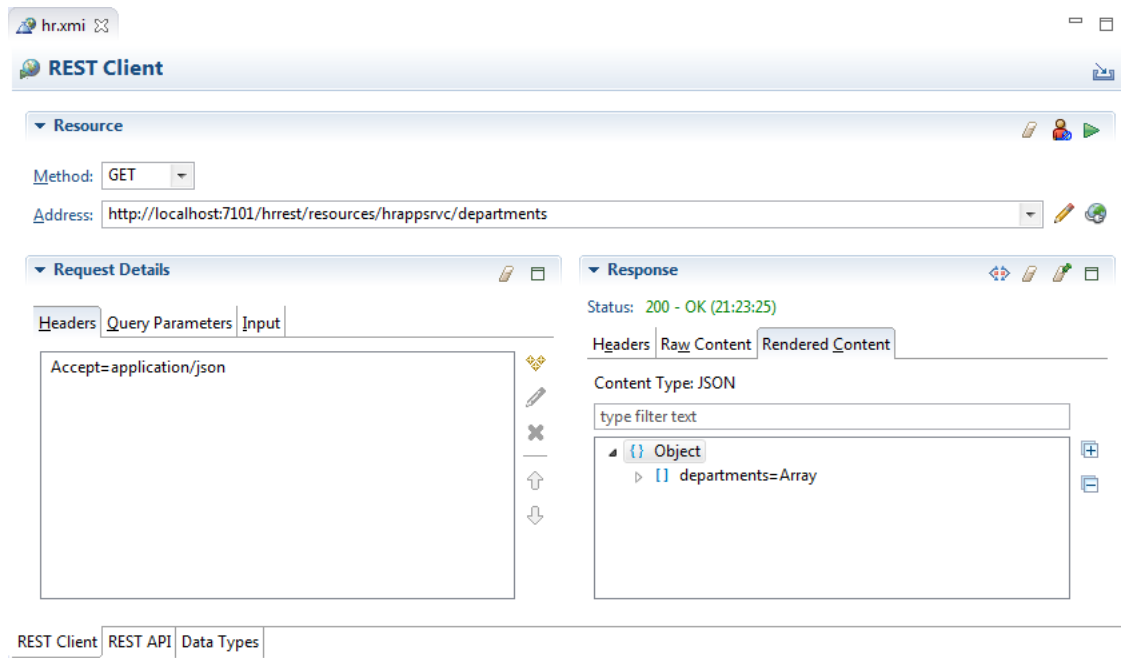 hr.xmi
REST Client
Resource
Method: GET
Address: http://localhost:7101/hrrest/resources/hrappsrvc/departments
Request Details
Headers Query Parameters Input
Accept=application/json
Response
Status: 200 - OK (21:23:25)
Headers Raw Content Rendered Content
Content Type: JSON
type filter text
{} Object
[] departments=Array
REST Client REST API Data Types